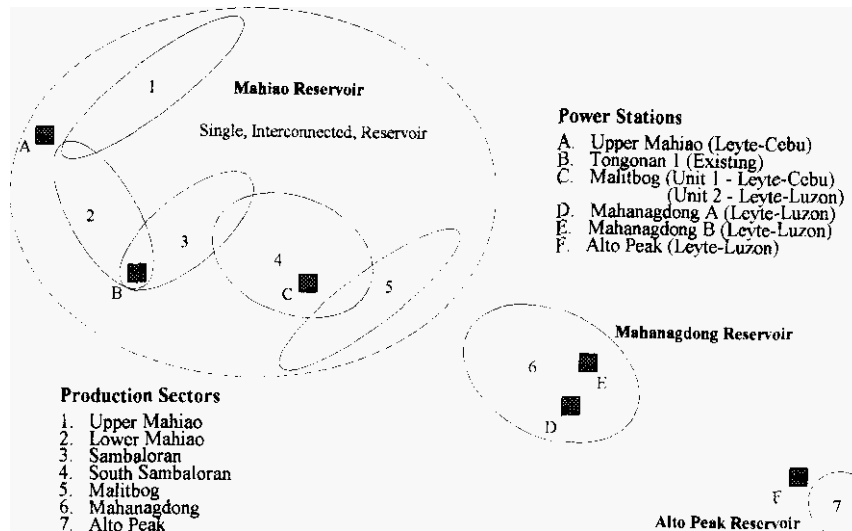 1
Mahiao Reservoir
Single, Interconnected, Reservoir
A
2
3
B
4
C
5
Power Stations
A. Upper Mahiao (Leyte-Cebu)
B. Tongonan 1 (Existing)
C. Malitbog (Unit 1 - Leyte-Cebu)
(Unit 2 - Leyte-Luzon)
D. Mahanagdong A (Leyte-Luzon)
E. Mahanagdong B (Leyte-Luzon)
F. Alto Peak (Leyte-Luzon)
Mahanagdong Reservoir
6
E
D
Production Sectors
1. Upper Mahiao
2. Lower Mahiao
3. Sambaloran
4. South Sambaloran
5. Malitbog
6. Mahanagdong
7. Alto Peak
F
7
Alto Peak Reservoir